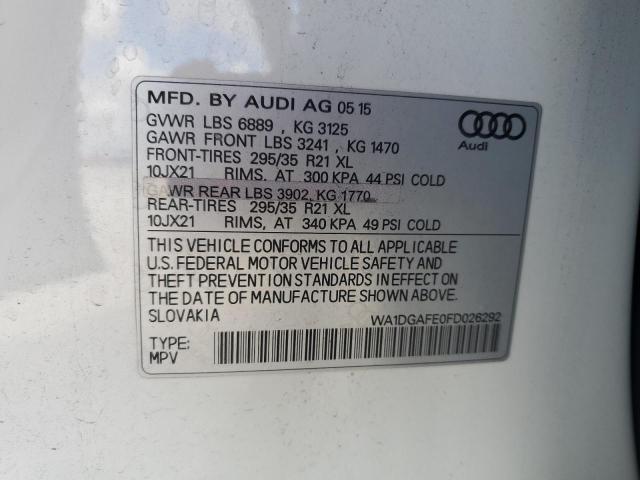 MFD. BY AUDI AG 05 15
GVWR LBS 6889 , KG 3125
GAWR FRONT LBS 3241 , KG 1470
FRONT-TIRES 295/35 R21 XL
10JX21 RIMS, AT 300 KPA 44 PSI COLD
GAWR REAR LBS 3902, KG 1770
REAR-TIRES 295/35 R21 XL
10JX21 RIMS, AT 340 KPA 49 PSI COLD
Audi
THIS VEHICLE CONFORMS TO ALL APPLICABLE
U.S. FEDERAL MOTOR VEHICLE SAFETY AND
THEFT PREVENTION STANDARDS IN EFFECT ON
THE DATE OF MANUFACTURE SHOWN ABOVE.
SLOVAKIA
WA1DGAFE0FD026292
TYPE:
MPV